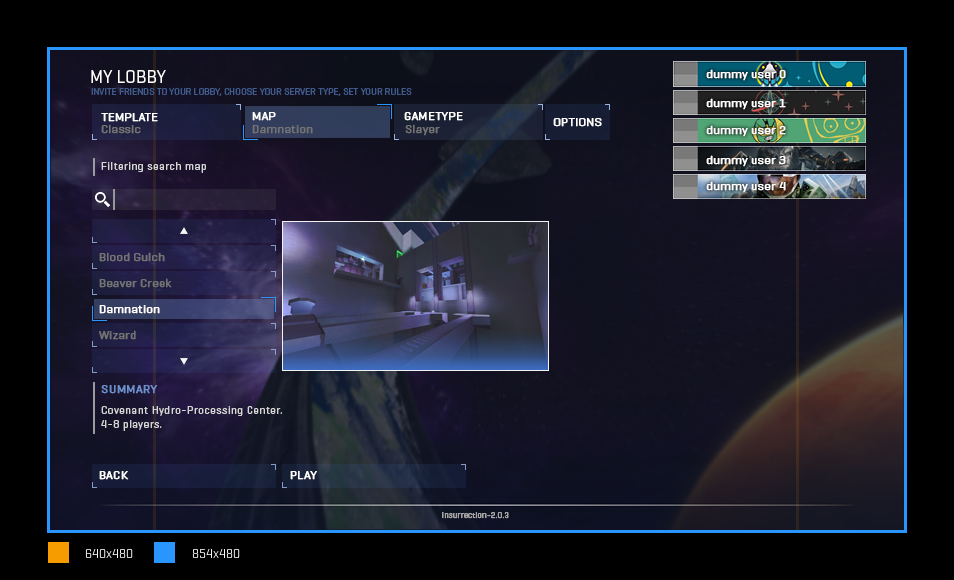 MY LOBBY
INVITE FRIENDS TO YOUR LOBBY, CHOOSE YOUR SERVER TYPE, SET YOUR RULES
TEMPLATE
Classic
MAP
Damnation
GAMETYPE
Slayer
OPTIONS
dummy user 0
dummy user 1
dummy user 2
dummy user 3
dummy user 4
Filtering search map
Blood Gulch
Beaver Creek
Damnation
Wizard
SUMMARY
Covenant Hydro-Processing Center.
4-8 players.
BACK
PLAY
Insurrection-2.0.3
640x480
854x480